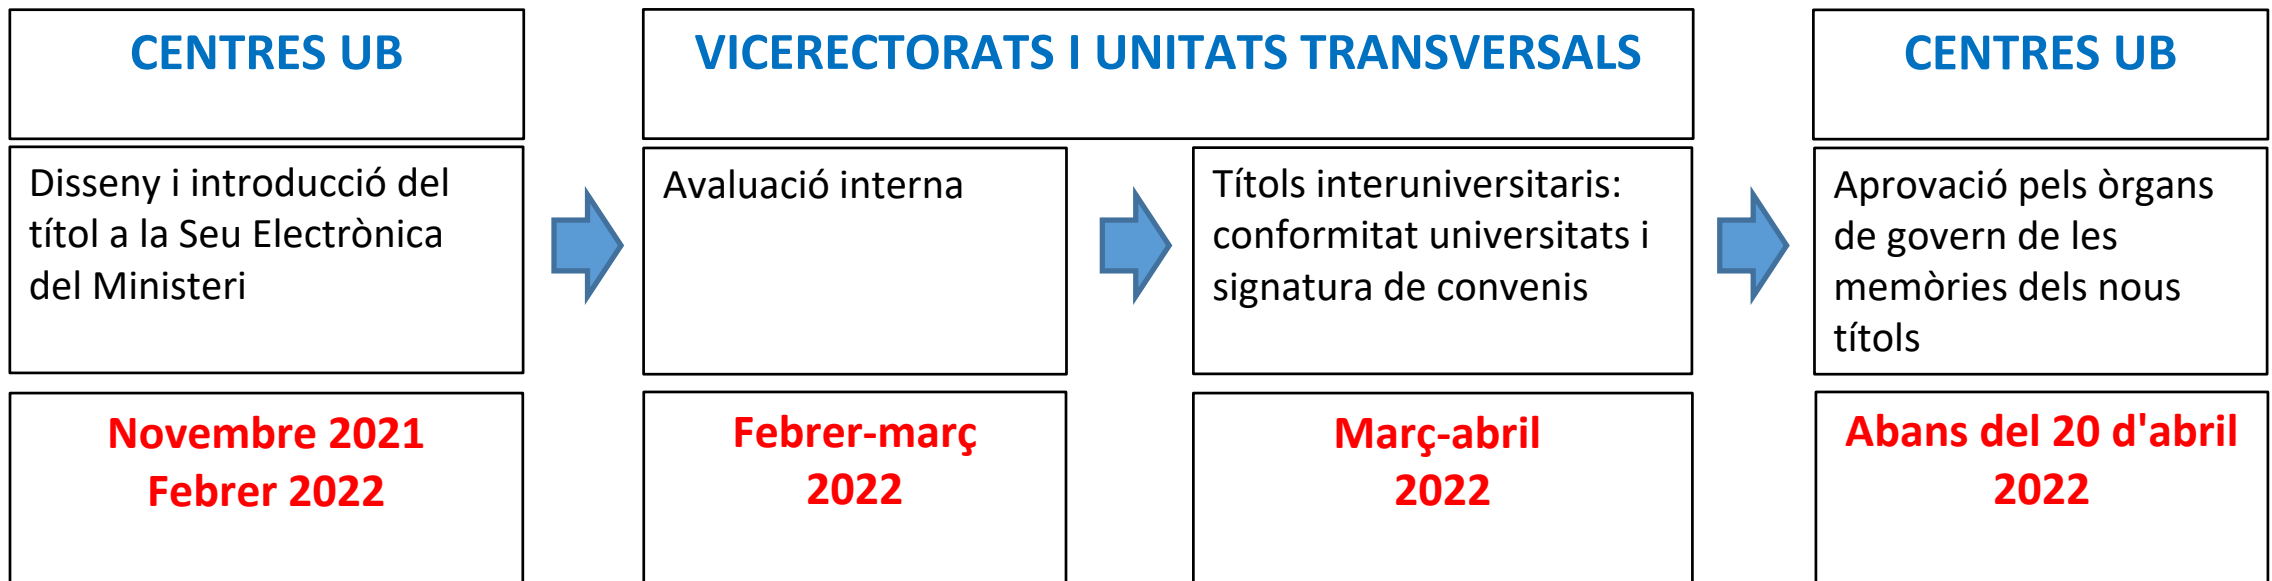 CENTRES UB
VICERECTORATS I UNITATS TRANSVERSALS
CENTRES UB
Disseny i introducció del
títol a la Seu Electrònica
del Ministeri
Avaluació interna
Títols interuniversitaris:
conformitat universitats i
signatura de convenis
Aprovació pels òrgans
de govern de les
memòries dels nous
títols
Novembre 2021
Febrer 2022
Febrer-març
2022
Març-abril
2022
Abans del 20 d'abril
2022